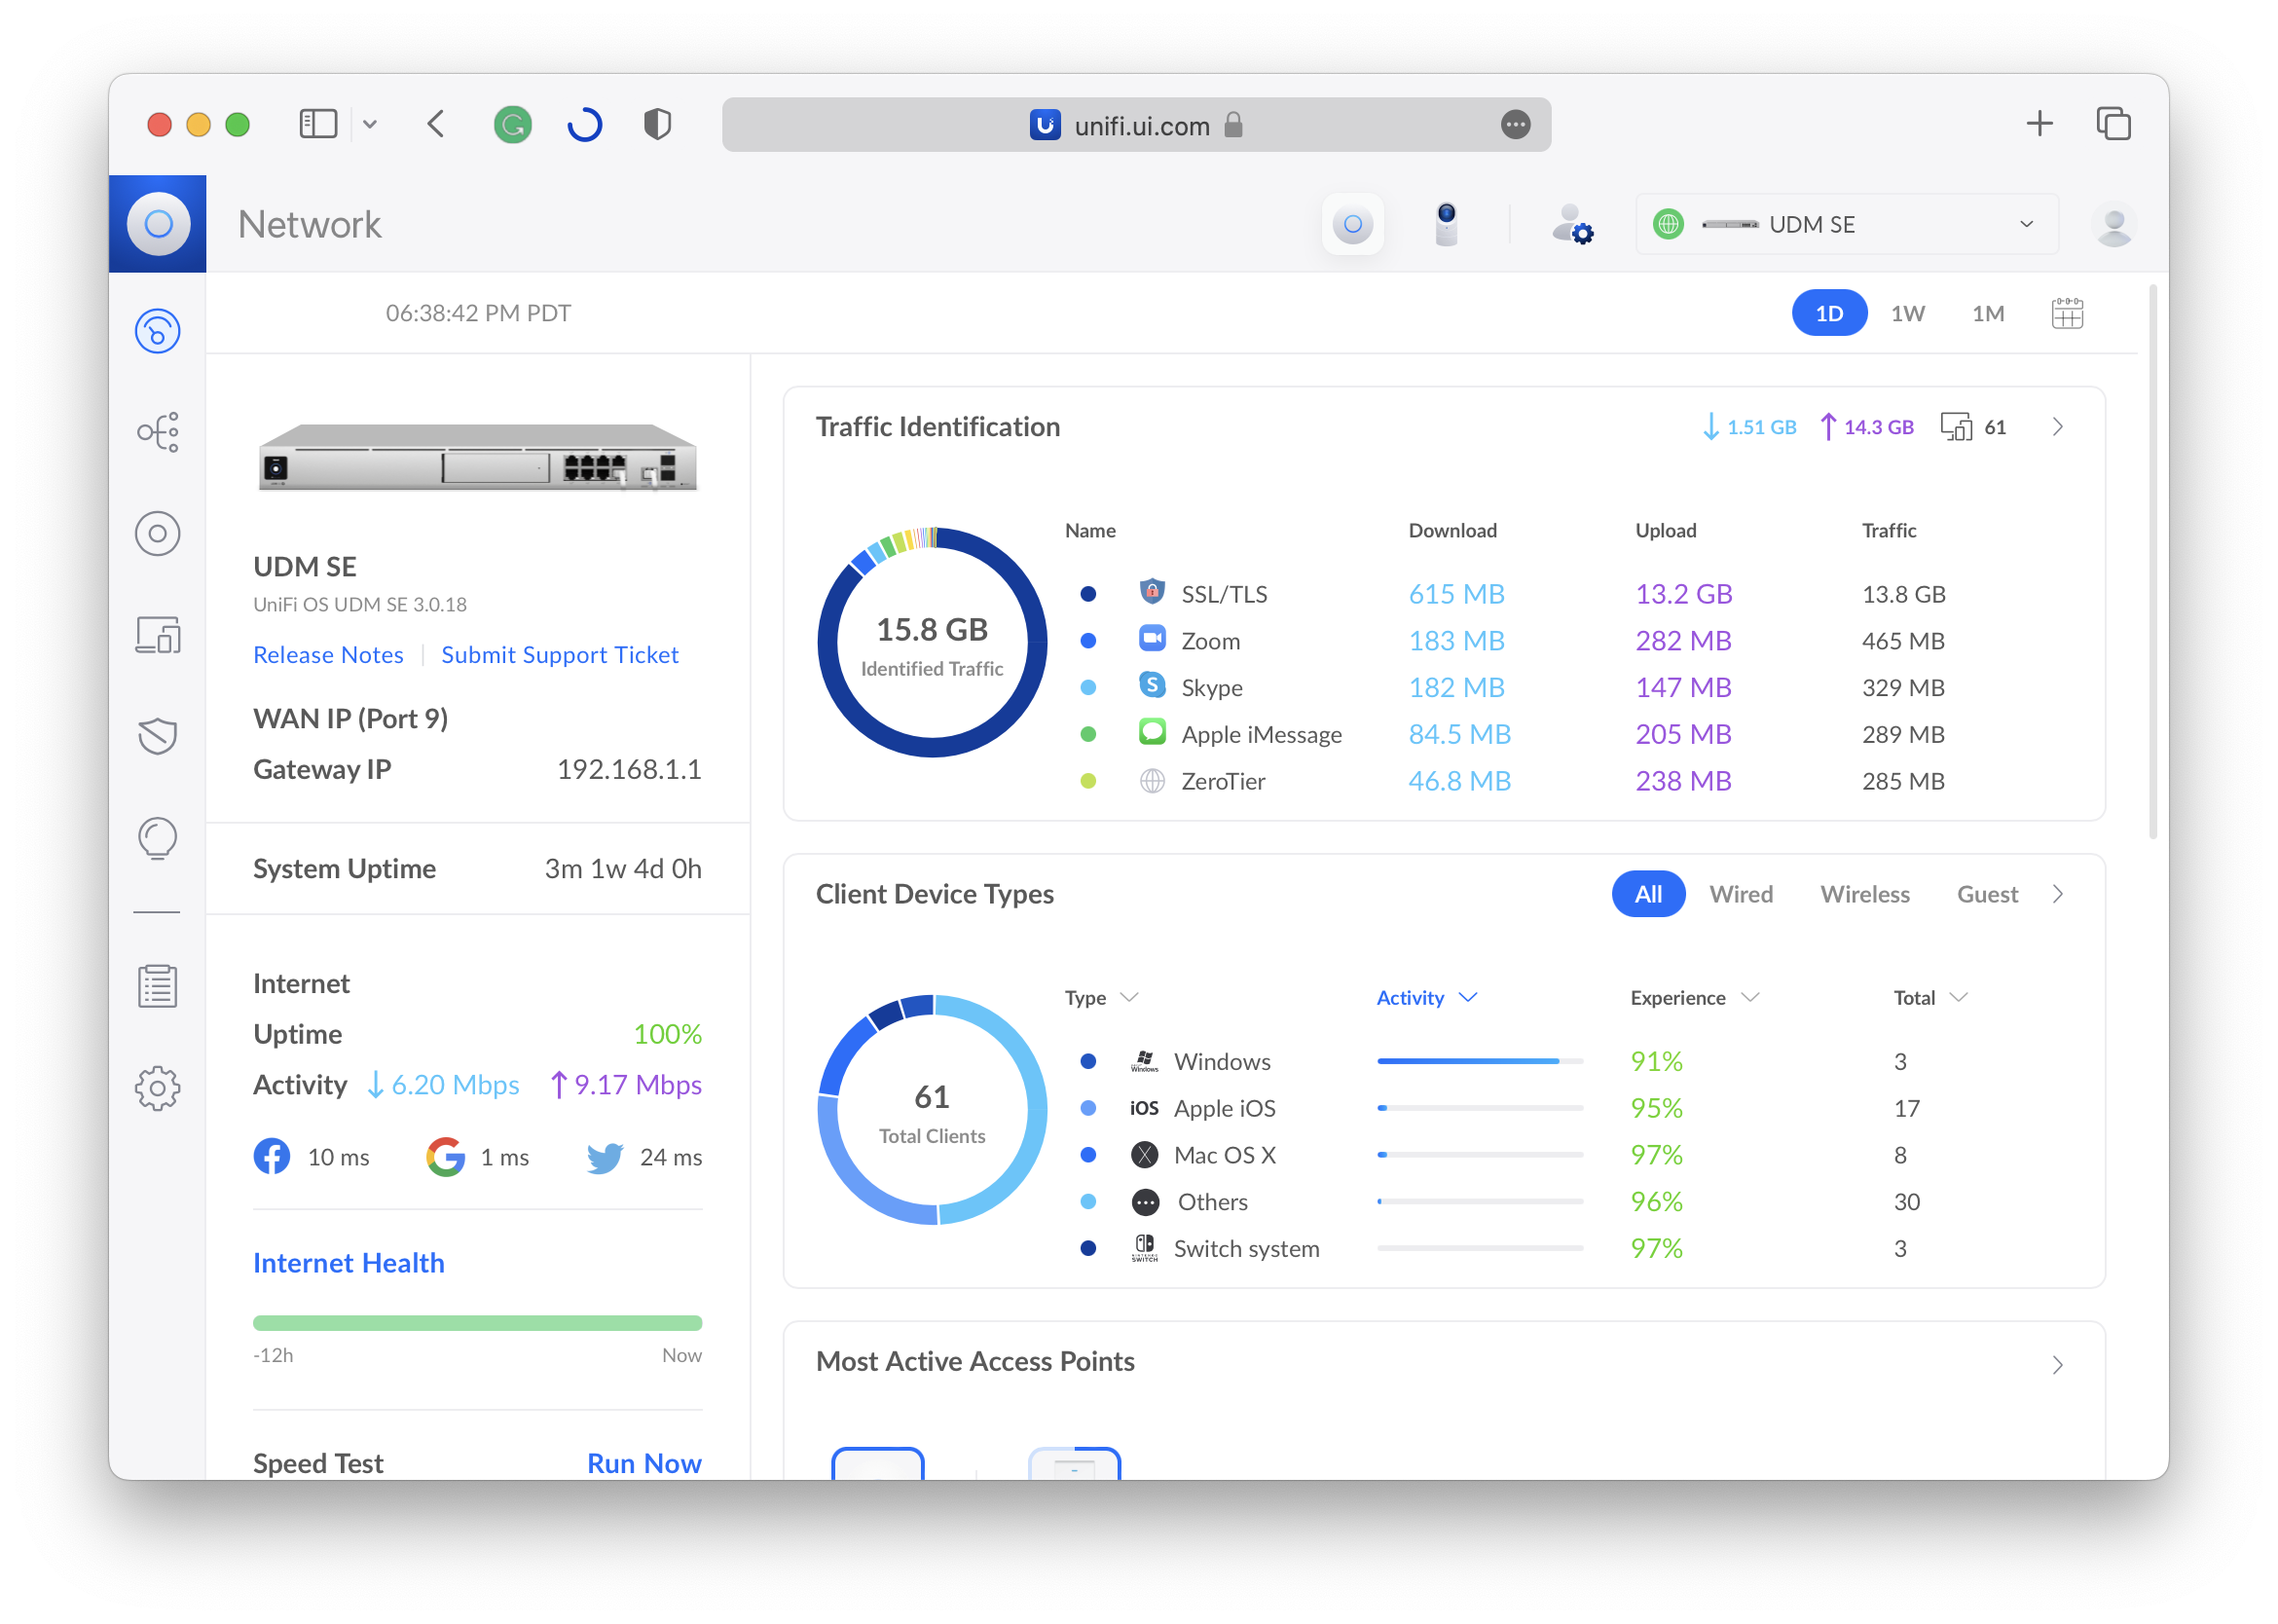 unifi.ui.com
Network
UDM SE
06:38:42 PM PDT
1D 1W 1M
UDM SE
UniFi OS UDM SE 3.0.18
Release Notes Submit Support Ticket
WAN IP (Port 9)
Gateway IP 192.168.1.1
System Uptime 3m 1w 4d 0h
Internet
Uptime 100%
Activity 6.20 Mbps 9.17 Mbps
10 ms 1 ms 24 ms
Internet Health
-12h Now
Speed Test Run Now
Traffic Identification 1.51 GB 14.3 GB 61
15.8 GB
Identified Traffic
Name Download Upload Traffic
SSL/TLS 615 MB 13.2 GB 13.8 GB
Zoom 183 MB 282 MB 465 MB
Skype 182 MB 147 MB 329 MB
Apple iMessage 84.5 MB 205 MB 289 MB
ZeroTier 46.8 MB 238 MB 285 MB
Client Device Types All Wired Wireless Guest
61
Total Clients
Type Activity Experience Total
Windows Windows 91% 3
iOS Apple iOS 95% 17
X Mac OS X 97% 8
Others 96% 30
SWITCH Switch system 97% 3
Most Active Access Points